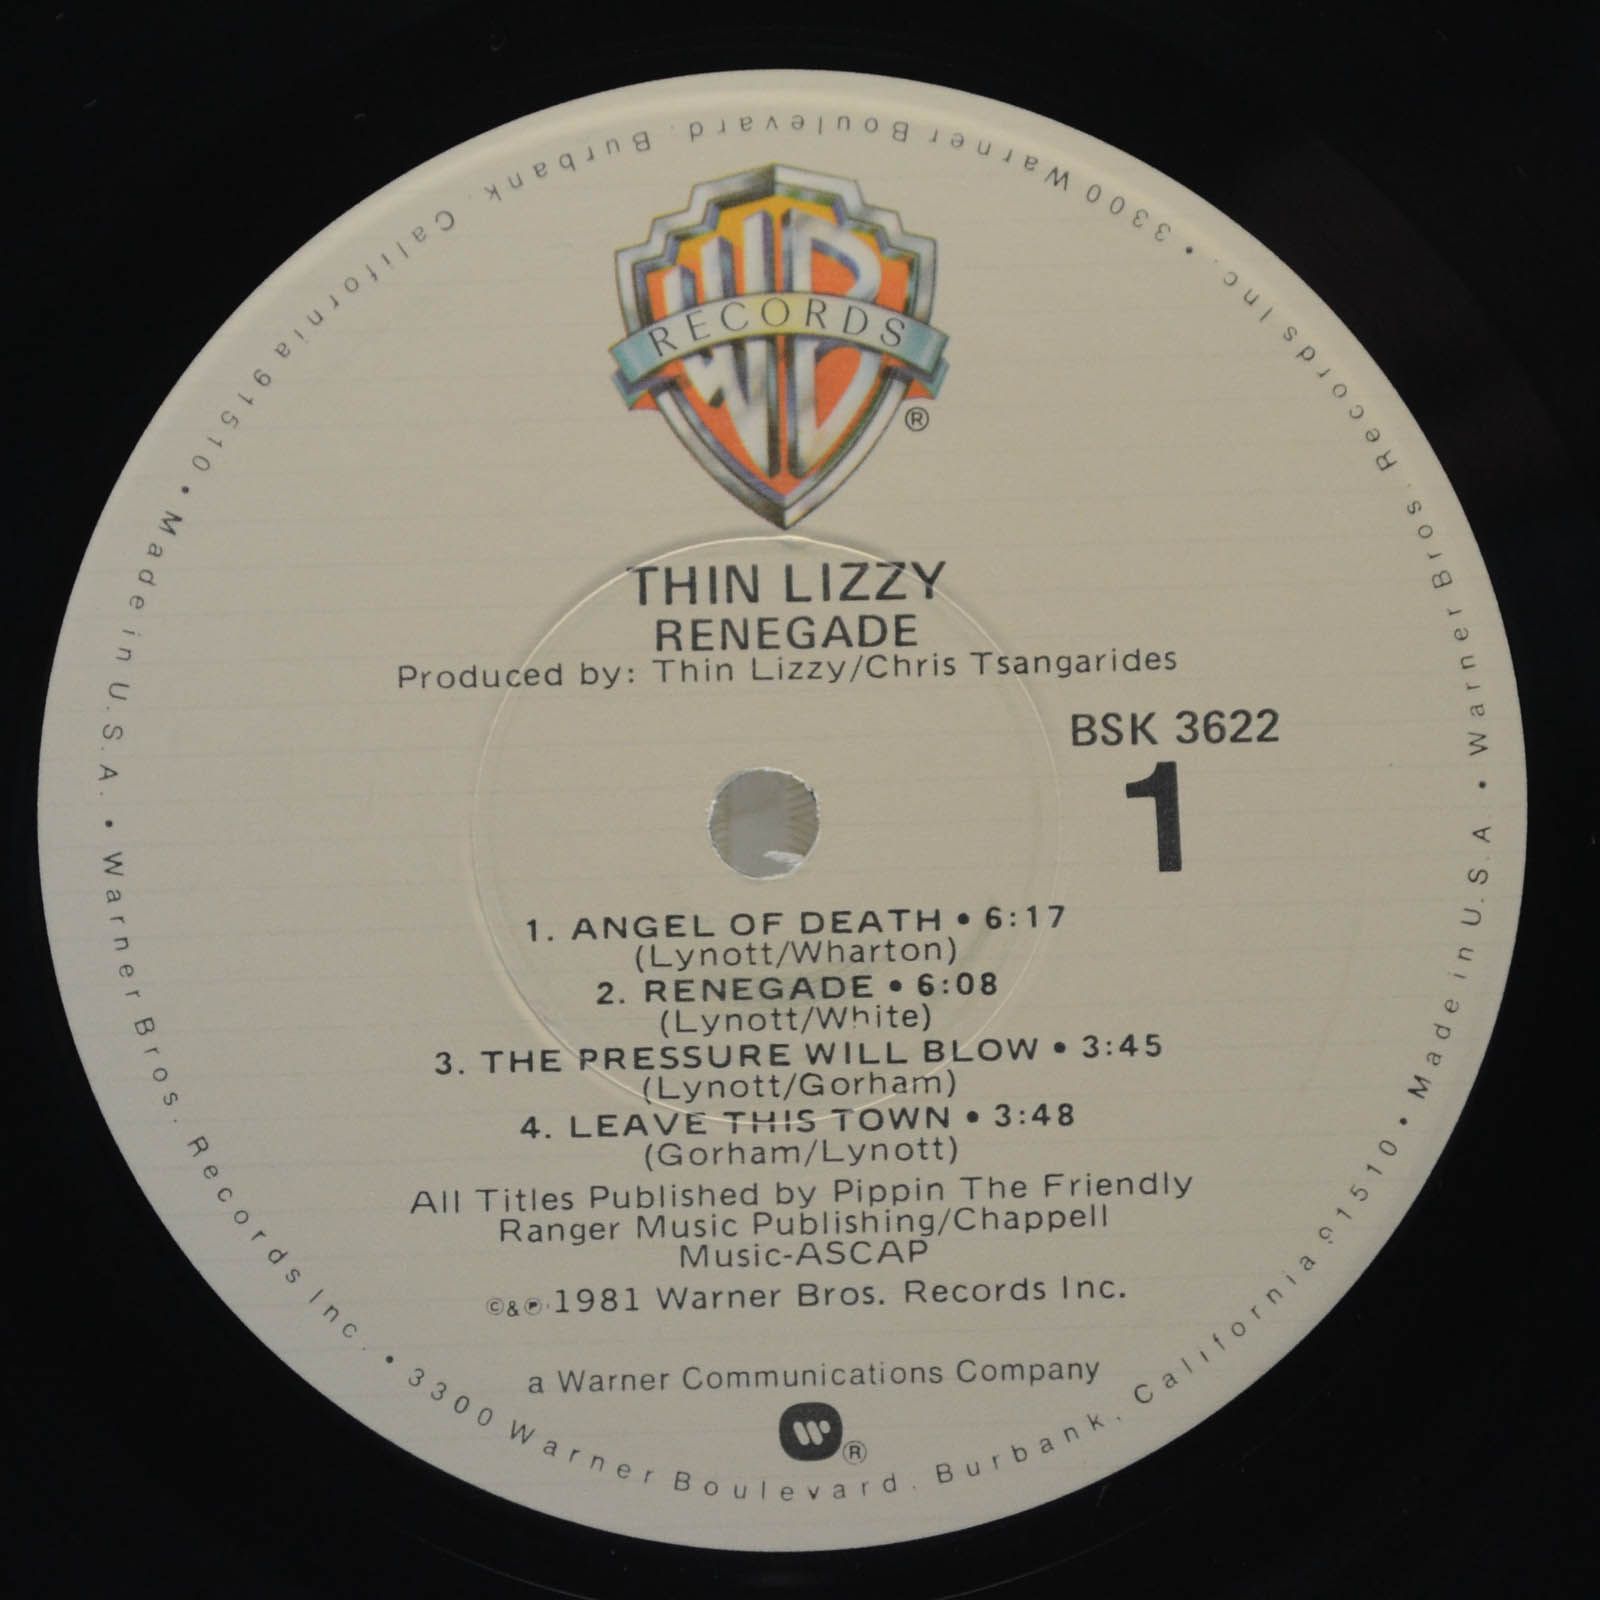 WB
RECORDS
®
THIN LIZZY
RENEGADE
Produced by: Thin Lizzy/Chris Tsangarides
BSK 3622
1
1. ANGEL OF DEATH • 6:17
(Lynott/Wharton)
2. RENEGADE • 6:08
(Lynott/White)
3. THE PRESSURE WILL BLOW • 3:45
(Lynott/Gorham)
4. LEAVE THIS TOWN • 3:48
(Gorham/Lynott)
All Titles Published by Pippin The Friendly
Ranger Music Publishing/Chappell
Music-ASCAP
©&℗ 1981 Warner Bros. Records Inc.
a Warner Communications Company
W®
Warner Bros. Records Inc. • 3300 Warner Boulevard, Burbank, California 91510 • Made in U.S.A. • Warner Bros. Records Inc. • 3300 Warner Boulevard, Burbank, California 91510 • Made in U.S.A. •